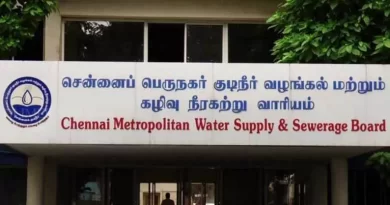 சென்னைப் பெருநகர் குடிநீர் வழங்கல் மற்றும்
கழிவு நீரகற்று வாரியம்
Chennai Metropolitan Water Supply & Sewerage Board